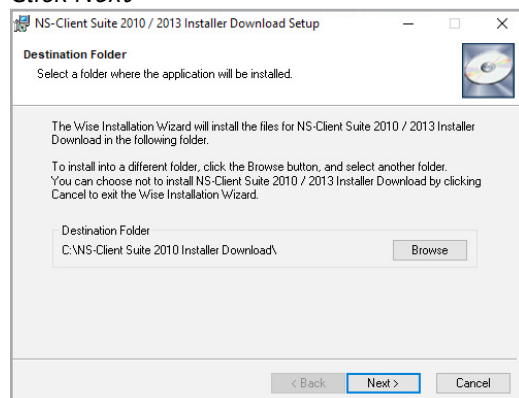 Click Next
NS-Client Suite 2010 / 2013 Installer Download Setup
Destination Folder
Select a folder where the application will be installed.
The Wise Installation Wizard will install the files for NS-Client Suite 2010 / 2013 Installer
Download in the following folder.
To install into a different folder, click the Browse button, and select another folder.
You can choose not to install NS-Client Suite 2010 / 2013 Installer Download by clicking
Cancel to exit the Wise Installation Wizard.
Destination Folder
C:\NS-Client Suite 2010 Installer Download\
Browse
< Back
Next >
Cancel